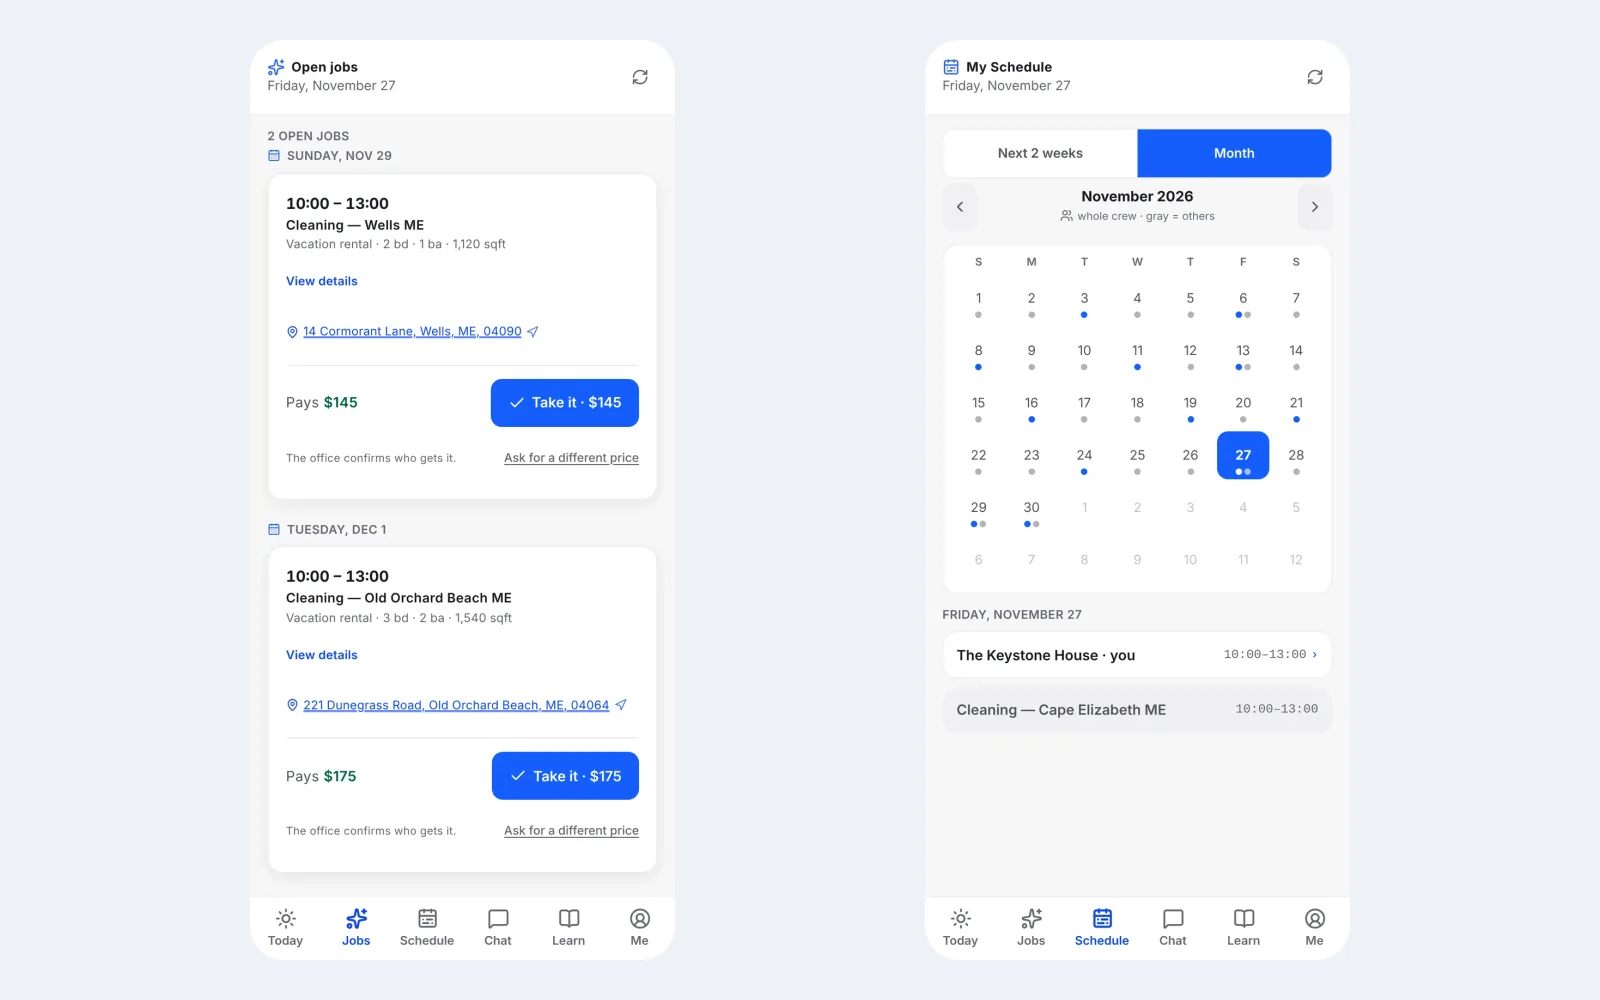 Open jobs
Friday, November 27
2 OPEN JOBS
SUNDAY, NOV 29
10:00 – 13:00
Cleaning — Wells ME
Vacation rental · 2 bd · 1 ba · 1,120 sqft
View details
14 Cormorant Lane, Wells, ME, 04090
Pays $145
Take it · $145
The office confirms who gets it.
Ask for a different price
TUESDAY, DEC 1
10:00 – 13:00
Cleaning — Old Orchard Beach ME
Vacation rental · 3 bd · 2 ba · 1,540 sqft
View details
221 Dunegrass Road, Old Orchard Beach, ME, 04064
Pays $175
Take it · $175
The office confirms who gets it.
Ask for a different price
Today Jobs Schedule Chat Learn Me
My Schedule
Friday, November 27
Next 2 weeks
Month
November 2026
whole crew · gray = others
S M T W T F S
1 2 3 4 5 6 7
8 9 10 11 12 13 14
15 16 17 18 19 20 21
22 23 24 25 26 27 28
29 30 1 2 3 4 5
6 7 8 9 10 11 12
FRIDAY, NOVEMBER 27
The Keystone House · you 10:00–13:00 ›
Cleaning — Cape Elizabeth ME 10:00–13:00
Today Jobs Schedule Chat Learn Me